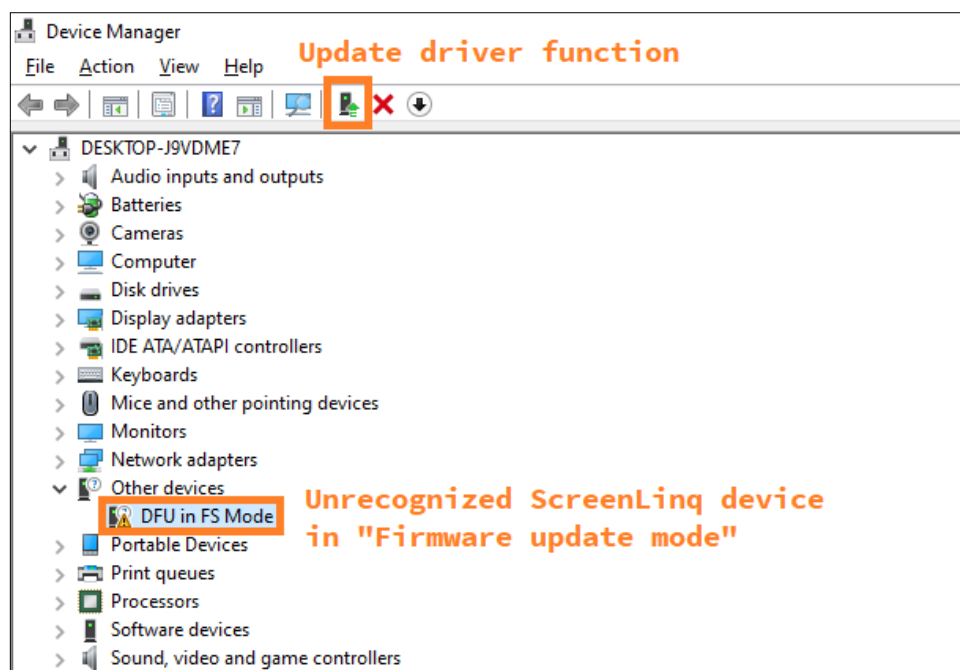 Device Manager
Update driver function
File Action View Help
DESKTOP-J9VDME7
Audio inputs and outputs
Batteries
Cameras
Computer
Disk drives
Display adapters
IDE ATA/ATAPI controllers
Keyboards
Mice and other pointing devices
Monitors
Network adapters
Other devices
DFU in FS Mode
Unrecognized ScreenLinq device
in "Firmware update mode"
Portable Devices
Print queues
Processors
Software devices
Sound, video and game controllers